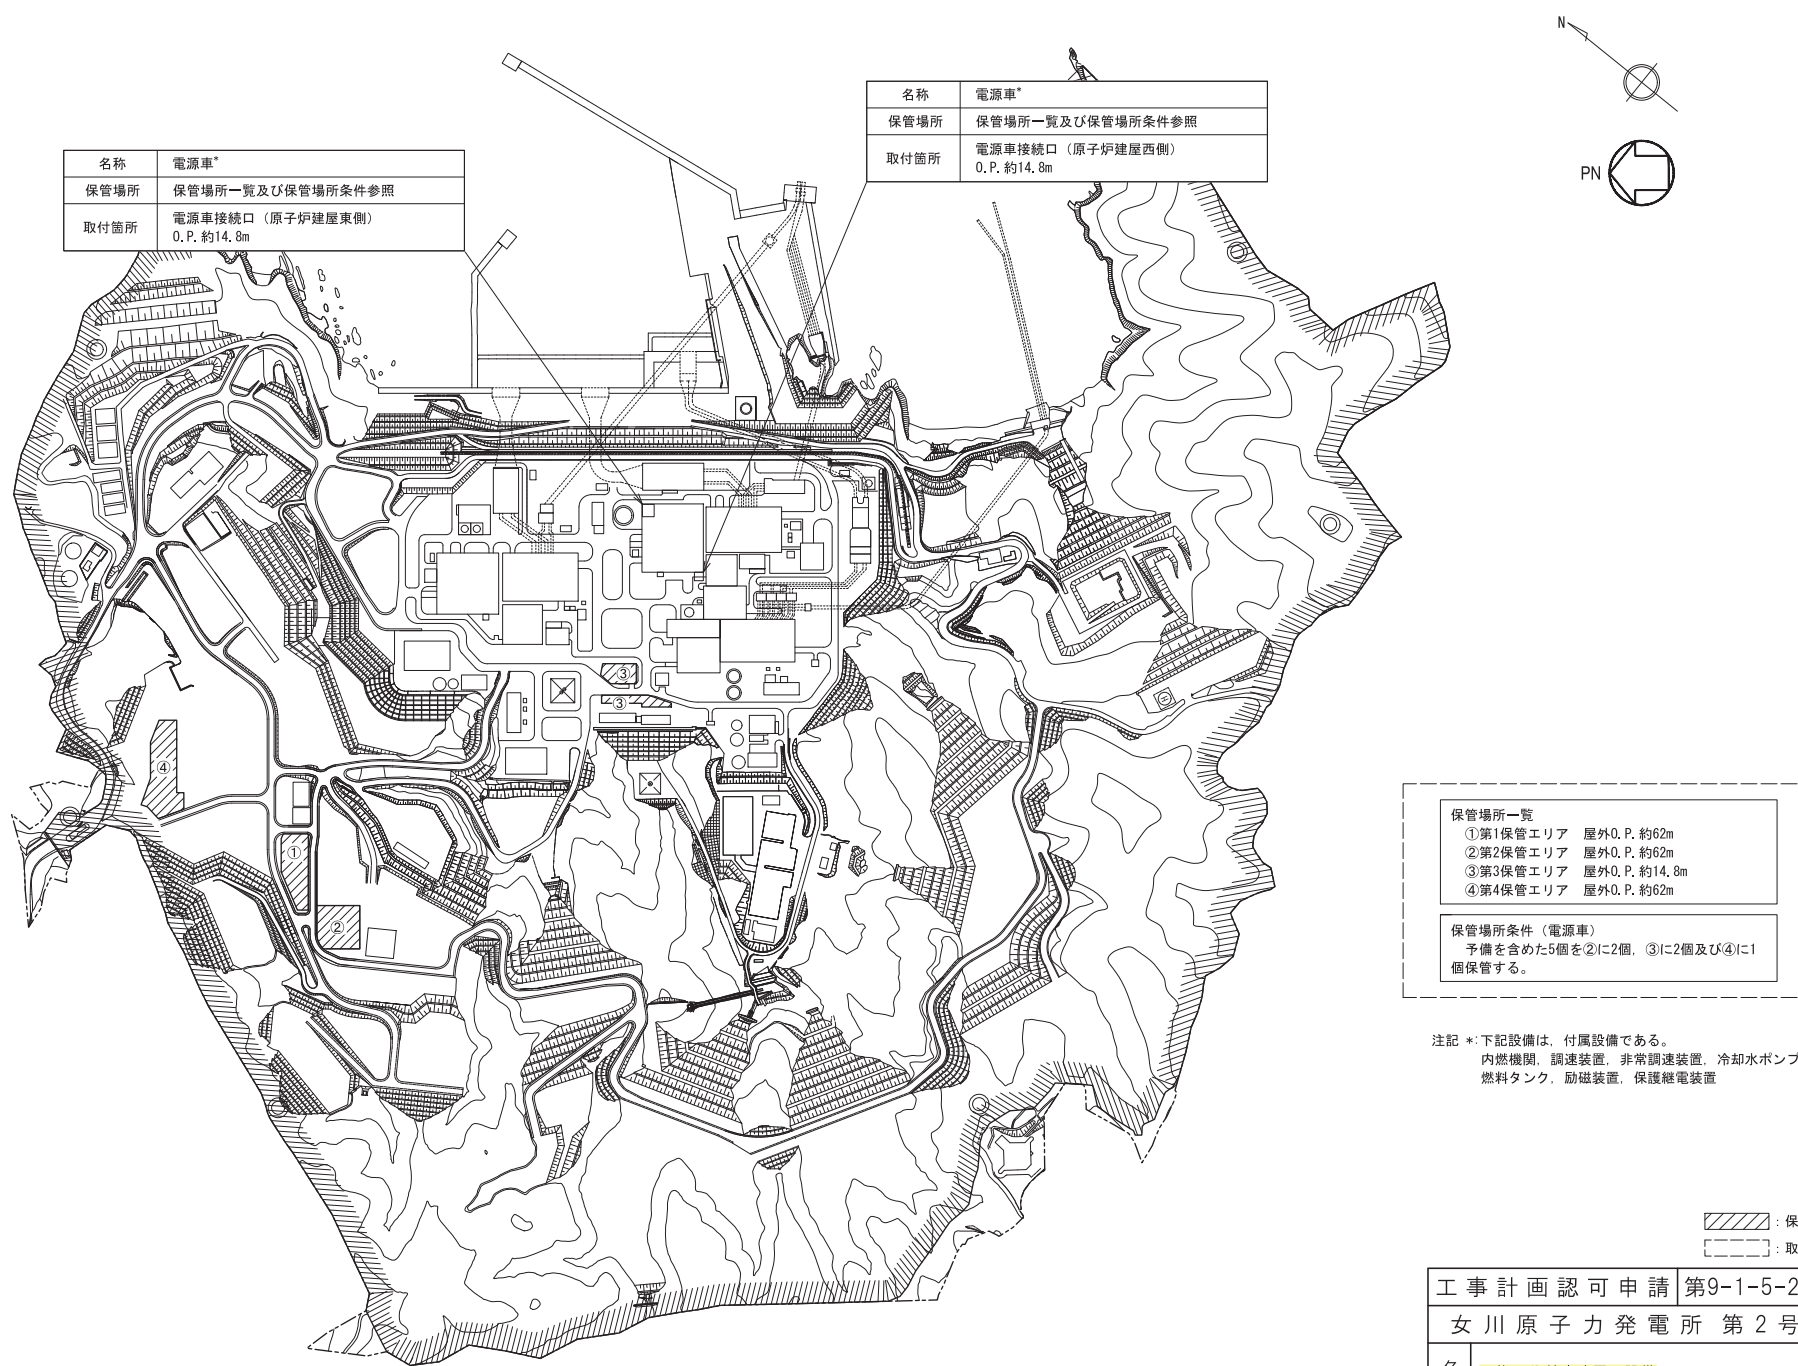 N
PN
名称 電源車*
保管場所 保管場所一覧及び保管場所条件参照
取付箇所 電源車接続口（原子炉建屋西側）
O.P.約14.8m
名称 電源車*
保管場所 保管場所一覧及び保管場所条件参照
取付箇所 電源車接続口（原子炉建屋東側）
O.P.約14.8m
③
③
④
①
②
保管場所一覧
①第1保管エリア 屋外O.P.約62m
②第2保管エリア 屋外O.P.約62m
③第3保管エリア 屋外O.P.約14.8m
④第4保管エリア 屋外O.P.約62m
保管場所条件（電源車）
予備を含めた5個を②に2個，③に2個及び④に1
個保管する。
注記 *:下記設備は，付属設備である。
内燃機関，調速装置，非常調速装置，冷却水ポンプ
燃料タンク，励磁装置，保護継電装置
：保
：取
工事計画認可申請 第9-1-5-2
女川原子力発電所 第2号